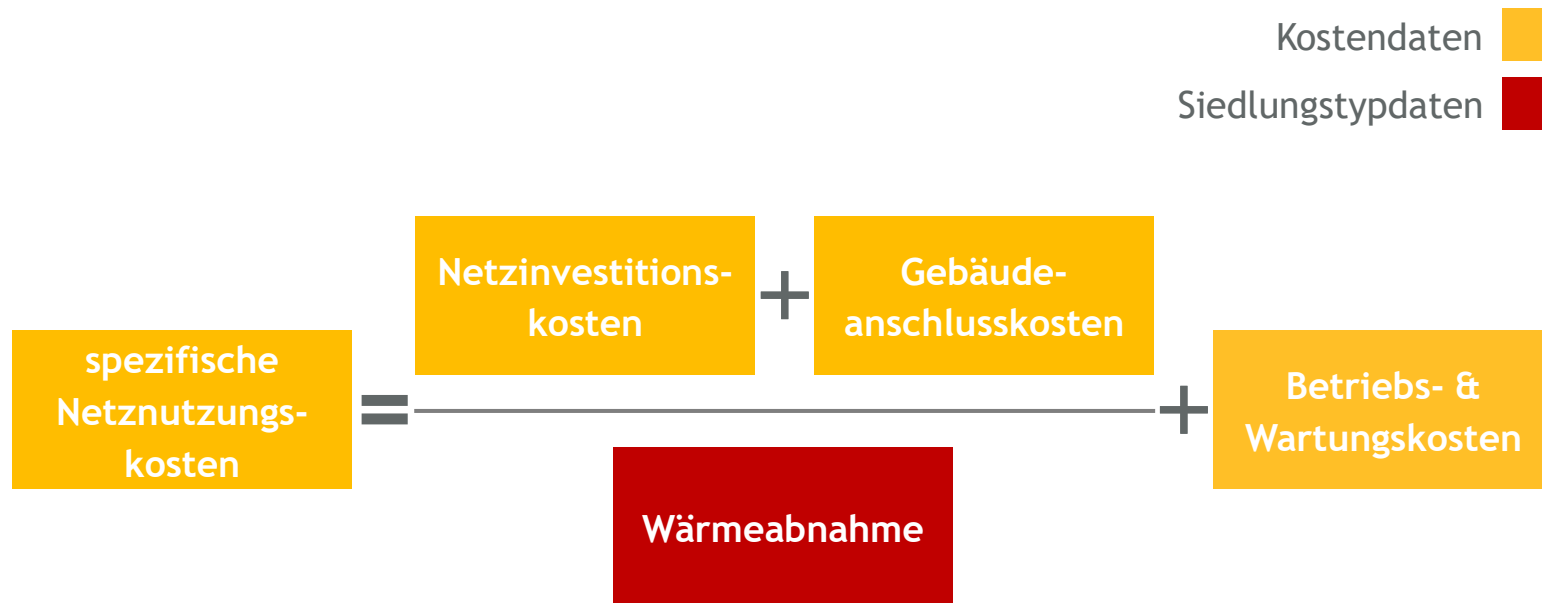 Kostendaten
Siedlungstypdaten
spezifische
Netznutzungs-
kosten
=
Netzinvestitions-
kosten
+
Gebäude-
anschlusskosten
Wärmeabnahme
+
Betriebs- &
Wartungskosten